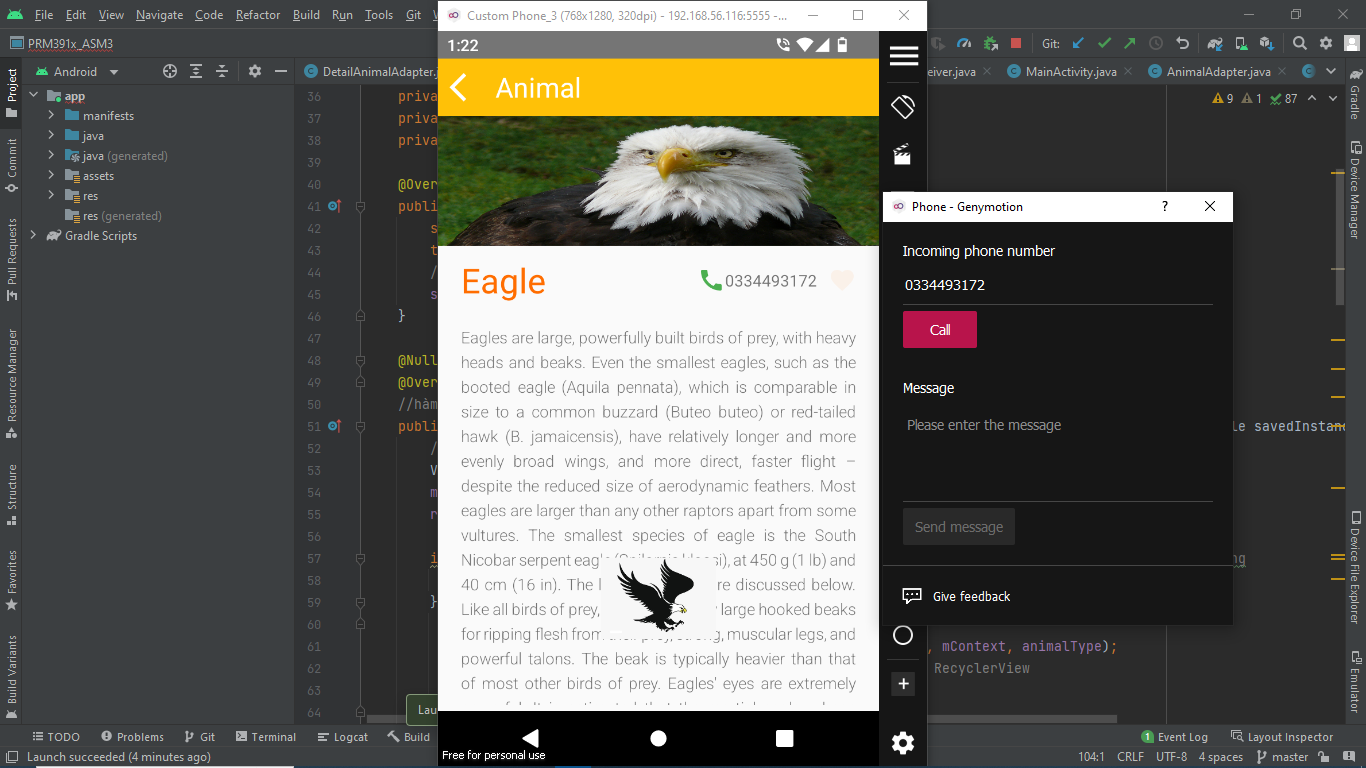 File Edit View Navigate Code Refactor Build Run Tools Git
PRM391x_ASM3
Git:
Android
DetailAnimalAdapter.j
eiver.java
MainActivity.java
AnimalAdapter.java
Project
Commit
Pull Requests
Resource Manager
Structure
Favorites
Build Variants
app
manifests
java
java (generated)
assets
res
res (generated)
Gradle Scripts
9 1 87
36 priva
37 priva
38 priva
39
40 @Over
41 publi
42 s
43 t
44 /
45 s
46 }
47
48 @Null
49 @Over
50 //hàm
51 publi
le savedInstanc
52 /
53 V
54 m
55 r
56
57 i
ng
58
59 }
60
61 , mContext, animalType);
62 RecyclerView
63
64
Lau
Custom Phone_3 (768x1280, 320dpi) - 192.168.56.116:5555 -...
1:22
Animal
Eagle
0334493172
Eagles are large, powerfully built birds of prey, with heavy
heads and beaks. Even the smallest eagles, such as the
booted eagle (Aquila pennata), which is comparable in
size to a common buzzard (Buteo buteo) or red-tailed
hawk (B. jamaicensis), have relatively longer and more
evenly broad wings, and more direct, faster flight –
despite the reduced size of aerodynamic feathers. Most
eagles are larger than any other raptors apart from some
vultures. The smallest species of eagle is the South
Nicobar serpent eagle at 450 g (1 lb) and
40 cm (16 in). The l re discussed below.
Like all birds of prey, large hooked beaks
for ripping flesh from muscular legs, and
powerful talons. The beak is typically heavier than that
of most other birds of prey. Eagles' eyes are extremely
Free for personal use
Phone - Genymotion
?
Incoming phone number
0334493172
Call
Message
Please enter the message
Send message
Give feedback
Gradle
Device Manager
Device File Explorer
Emulator
TODO Problems Git Terminal Logcat Build
Event Log Layout Inspector
Launch succeeded (4 minutes ago)
104:1 CRLF UTF-8 4 spaces master